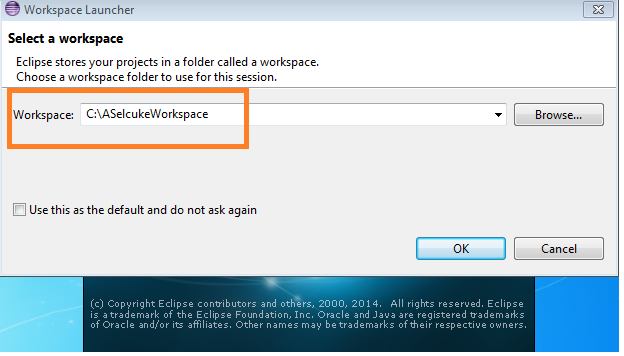 Workspace Launcher
Select a workspace
Eclipse stores your projects in a folder called a workspace.
Choose a workspace folder to use for this session.
Workspace: C:\ASelcukeWorkspace Browse...
Use this as the default and do not ask again
OK Cancel
(c) Copyright Eclipse contributors and others, 2000, 2014. All rights reserved. Eclipse
is a trademark of the Eclipse Foundation, Inc. Oracle and Java are registered trademarks
of Oracle and/or its affiliates. Other names may be trademarks of their respective owners.